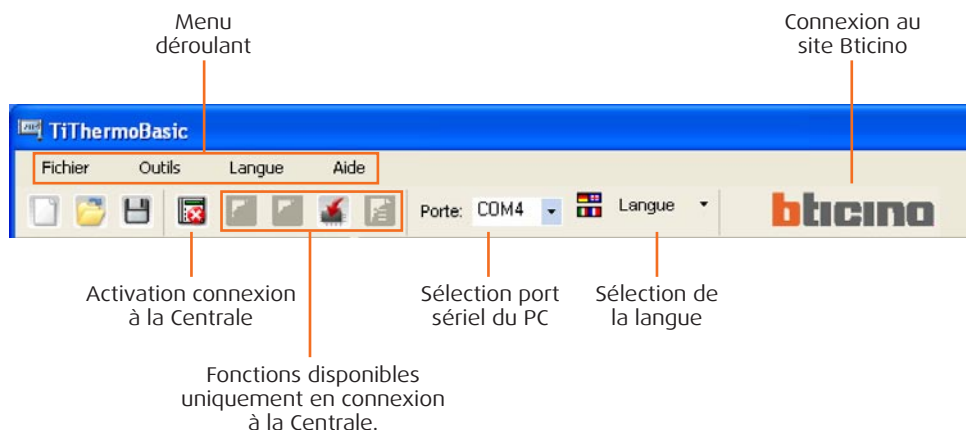 Menu
déroulant
Connexion au
site Bticino
TiThermoBasic
Fichier Outils Langue Aide
Porte: COM4 Langue bticino
Activation connexion
à la Centrale
Sélection port
sériel du PC
Sélection de
la langue
Fonctions disponibles
uniquement en connexion
à la Centrale.